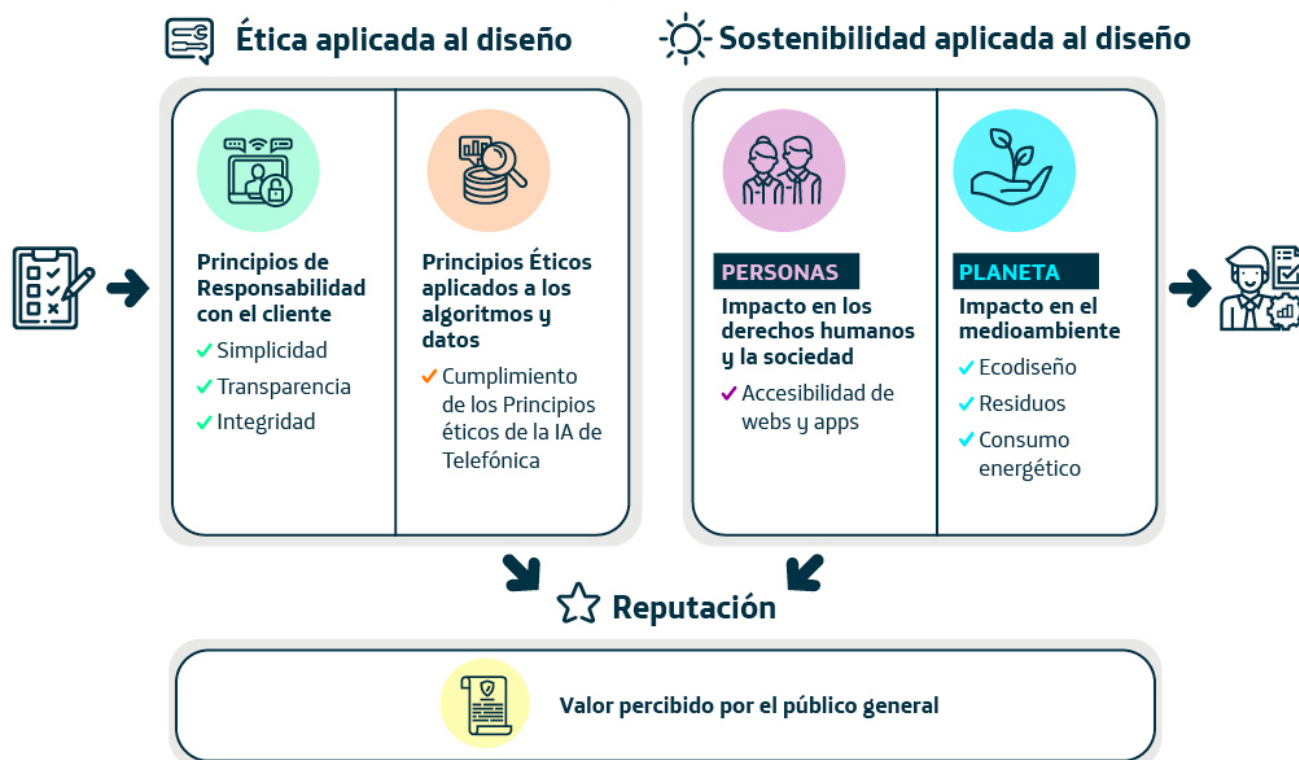 Ética aplicada al diseño
Sostenibilidad aplicada al diseño
Principios de
Responsabilidad
con el cliente
Simplicidad
Transparencia
Integridad
Principios Éticos
aplicados a los
algoritmos y
datos
Cumplimiento
de los Principios
éticos de la IA de
Telefónica
PERSONAS
Impacto en los
derechos humanos
y la sociedad
Accesibilidad de
webs y apps
PLANETA
Impacto en el
medioambiente
Ecodiseño
Residuos
Consumo
energético
Reputación
Valor percibido por el público general